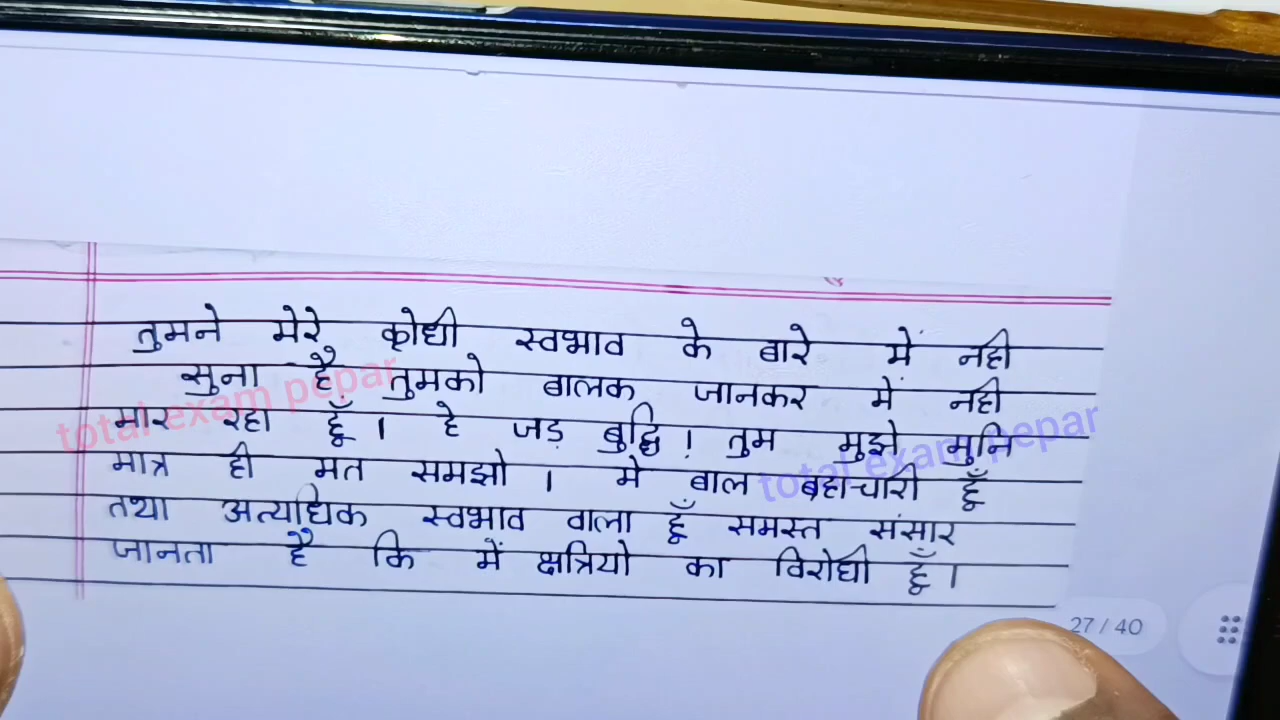 तुमने मेरे क्रोधी स्वभाव के बारे में नही
सुना है तुमको बालक जानकर में नही
मार रहा हूँ । हे जड़ बुद्धि ! तुम मुझे मुनि
मात्र ही मत समझो । मे बाल ब्रह्मचारी हूँ
तथा अत्यधिक स्वभाव वाला हूँ समस्त संसार
जानता है कि में क्षत्रियो का विरोधी हूँ ।
total exam pepar
total exam pepar
27 / 40